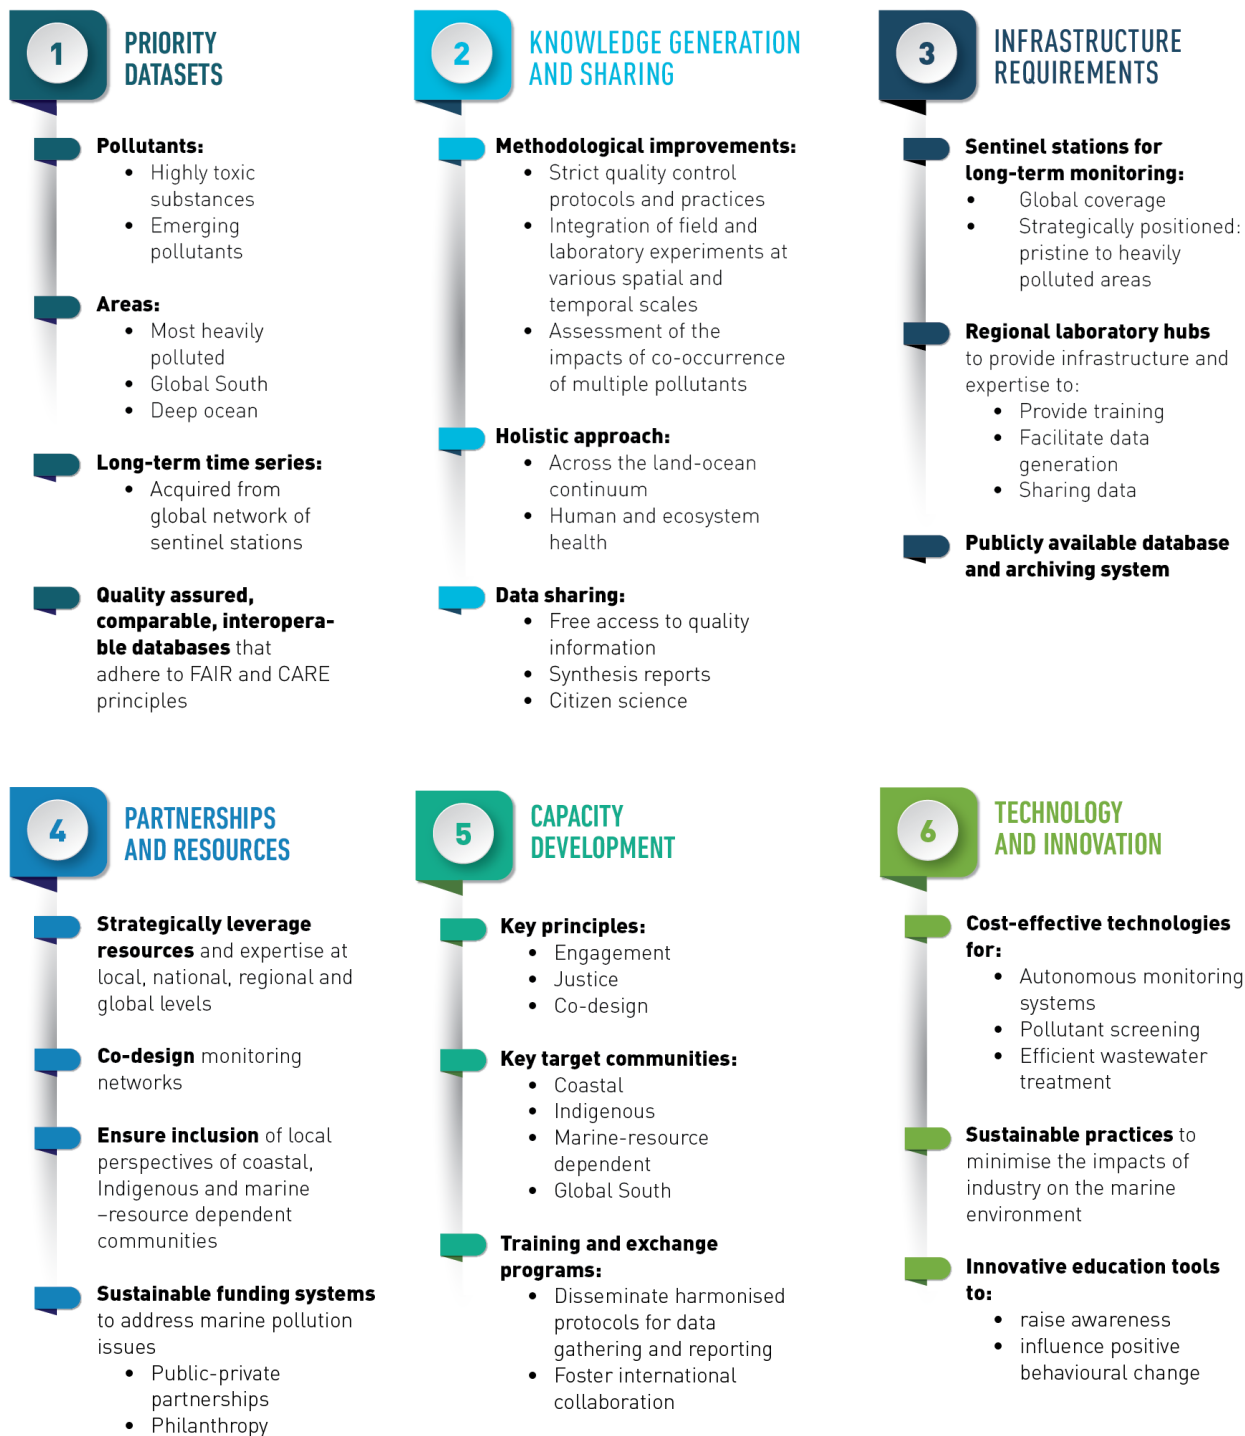 1
PRIORITY
DATASETS
Pollutants:
• Highly toxic
substances
• Emerging
pollutants
Areas:
• Most heavily
polluted
• Global South
• Deep ocean
Long-term time series:
• Acquired from
global network of
sentinel stations
Quality assured,
comparable, interopera-
ble databases that
adhere to FAIR and CARE
principles
2
KNOWLEDGE GENERATION
AND SHARING
Methodological improvements:
• Strict quality control
protocols and practices
• Integration of field and
laboratory experiments at
various spatial and
temporal scales
• Assessment of the
impacts of co-occurrence
of multiple pollutants
Holistic approach:
• Across the land-ocean
continuum
• Human and ecosystem
health
Data sharing:
• Free access to quality
information
• Synthesis reports
• Citizen science
3
INFRASTRUCTURE
REQUIREMENTS
Sentinel stations for
long-term monitoring:
• Global coverage
• Strategically positioned:
pristine to heavily
polluted areas
Regional laboratory hubs
to provide infrastructure and
expertise to:
• Provide training
• Facilitate data
generation
• Sharing data
Publicly available database
and archiving system
4
PARTNERSHIPS
AND RESOURCES
Strategically leverage
resources and expertise at
local, national, regional and
global levels
Co-design monitoring
networks
Ensure inclusion of local
perspectives of coastal,
Indigenous and marine
–resource dependent
communities
Sustainable funding systems
to address marine pollution
issues
• Public-private
partnerships
• Philanthropy
5
CAPACITY
DEVELOPMENT
Key principles:
• Engagement
• Justice
• Co-design
Key target communities:
• Coastal
• Indigenous
• Marine-resource
dependent
• Global South
Training and exchange
programs:
• Disseminate harmonised
protocols for data
gathering and reporting
• Foster international
collaboration
6
TECHNOLOGY
AND INNOVATION
Cost-effective technologies
for:
• Autonomous monitoring
systems
• Pollutant screening
• Efficient wastewater
treatment
Sustainable practices to
minimise the impacts of
industry on the marine
environment
Innovative education tools
to:
• raise awareness
• influence positive
behavioural change